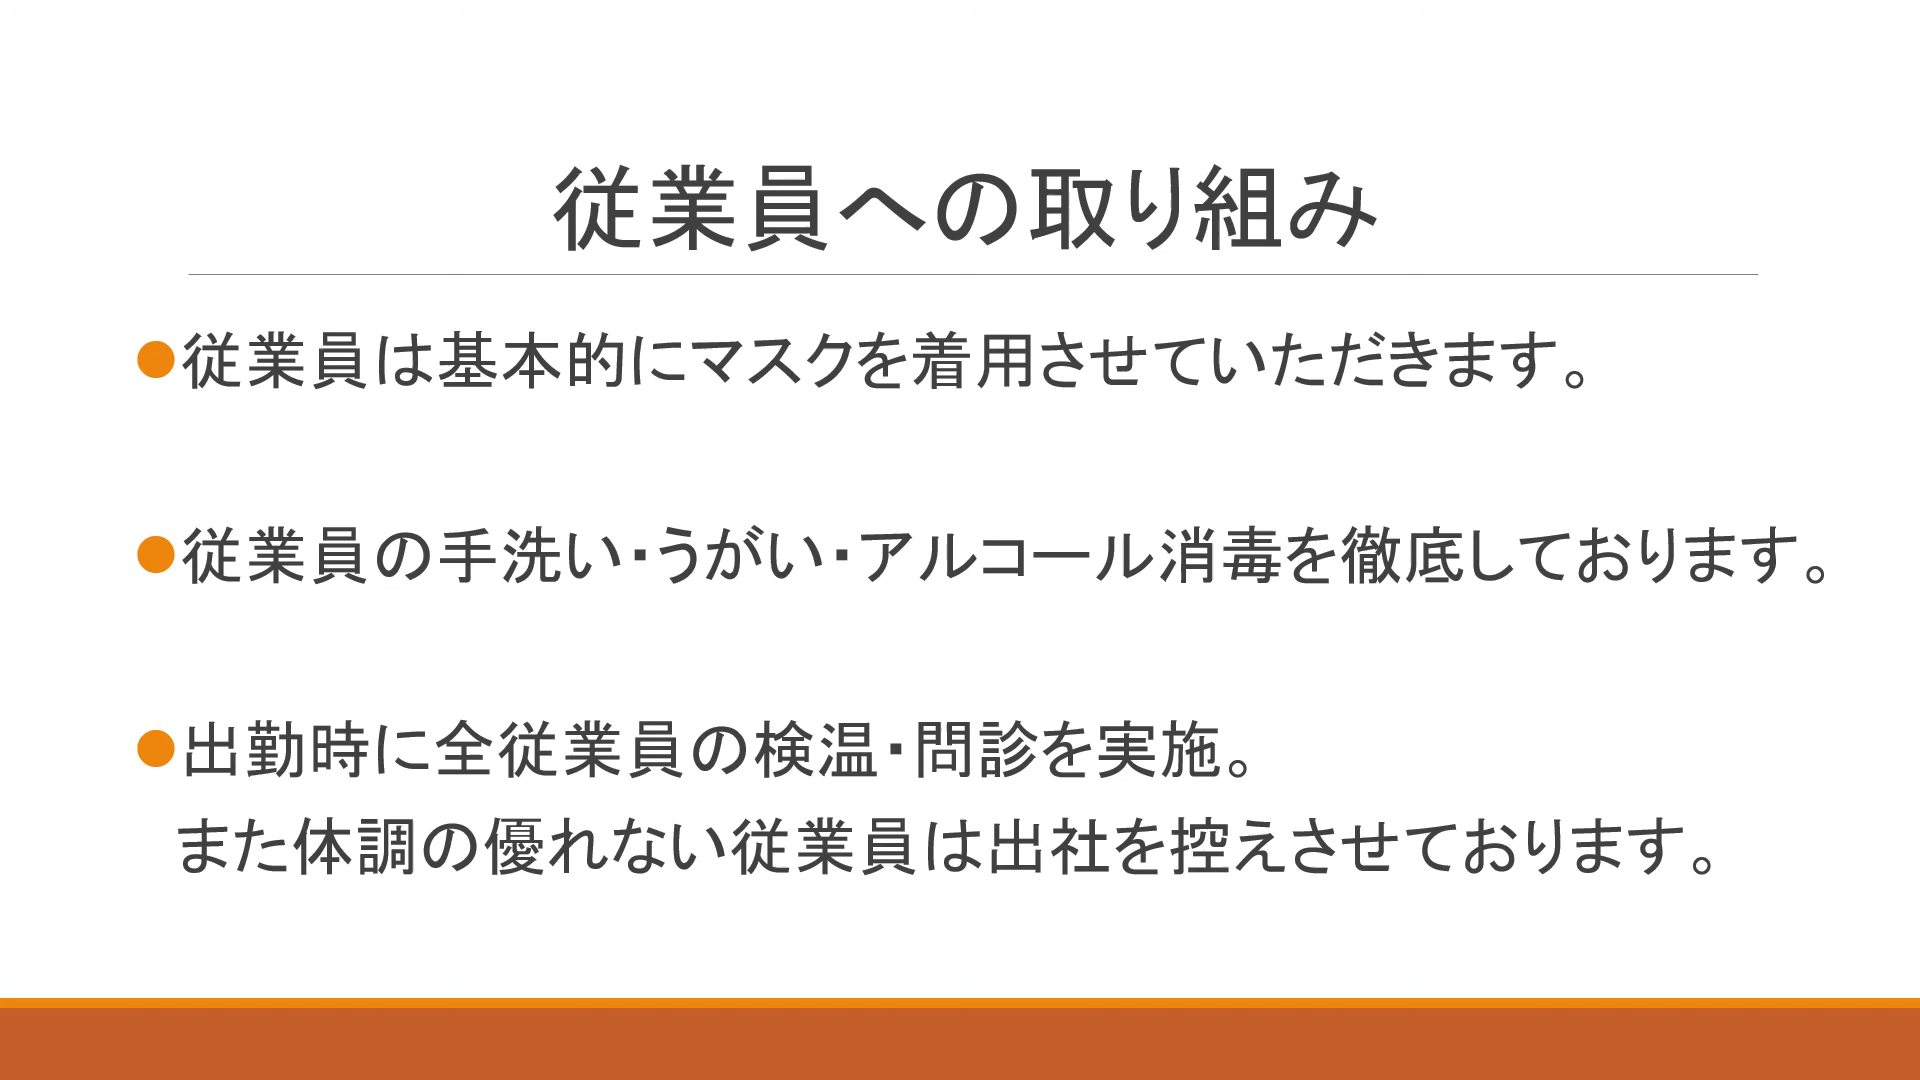 従業員への取り組み
●従業員は基本的にマスクを着用させていただきます。
●従業員の手洗い・うがい・アルコール消毒を徹底しております。
●出勤時に全従業員の検温・問診を実施。
また体調の優れない従業員は出社を控えさせております。